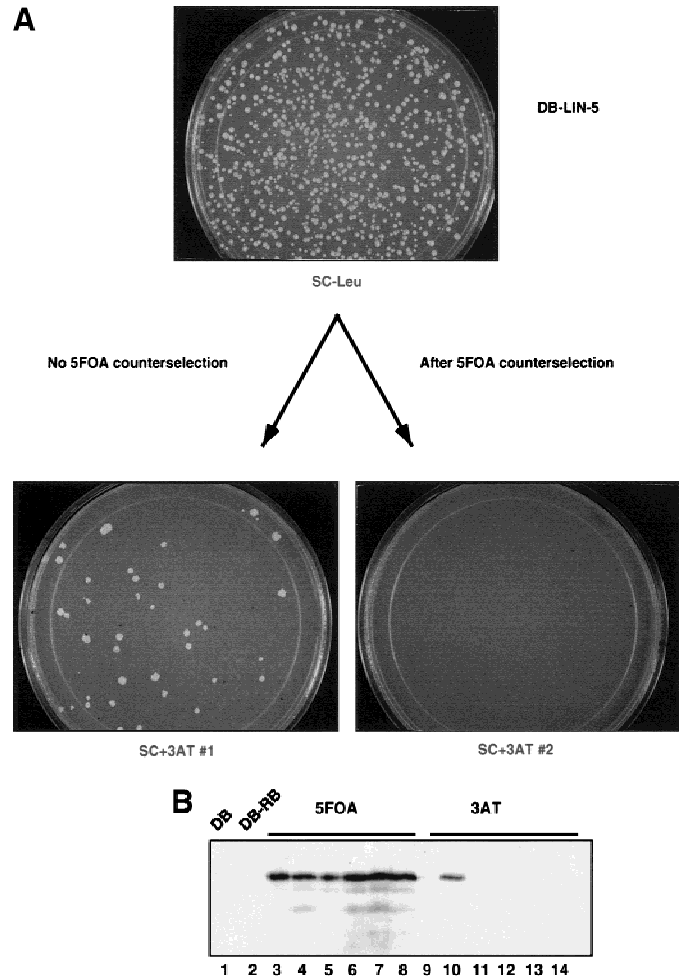 A
DB-LIN-5
SC-Leu
No 5FOA counterselection
After 5FOA counterselection
SC+3AT #1
SC+3AT #2
B
DB
DB-RB
5FOA
3AT
1 2 3 4 5 6 7 8 9 10 11 12 13 14